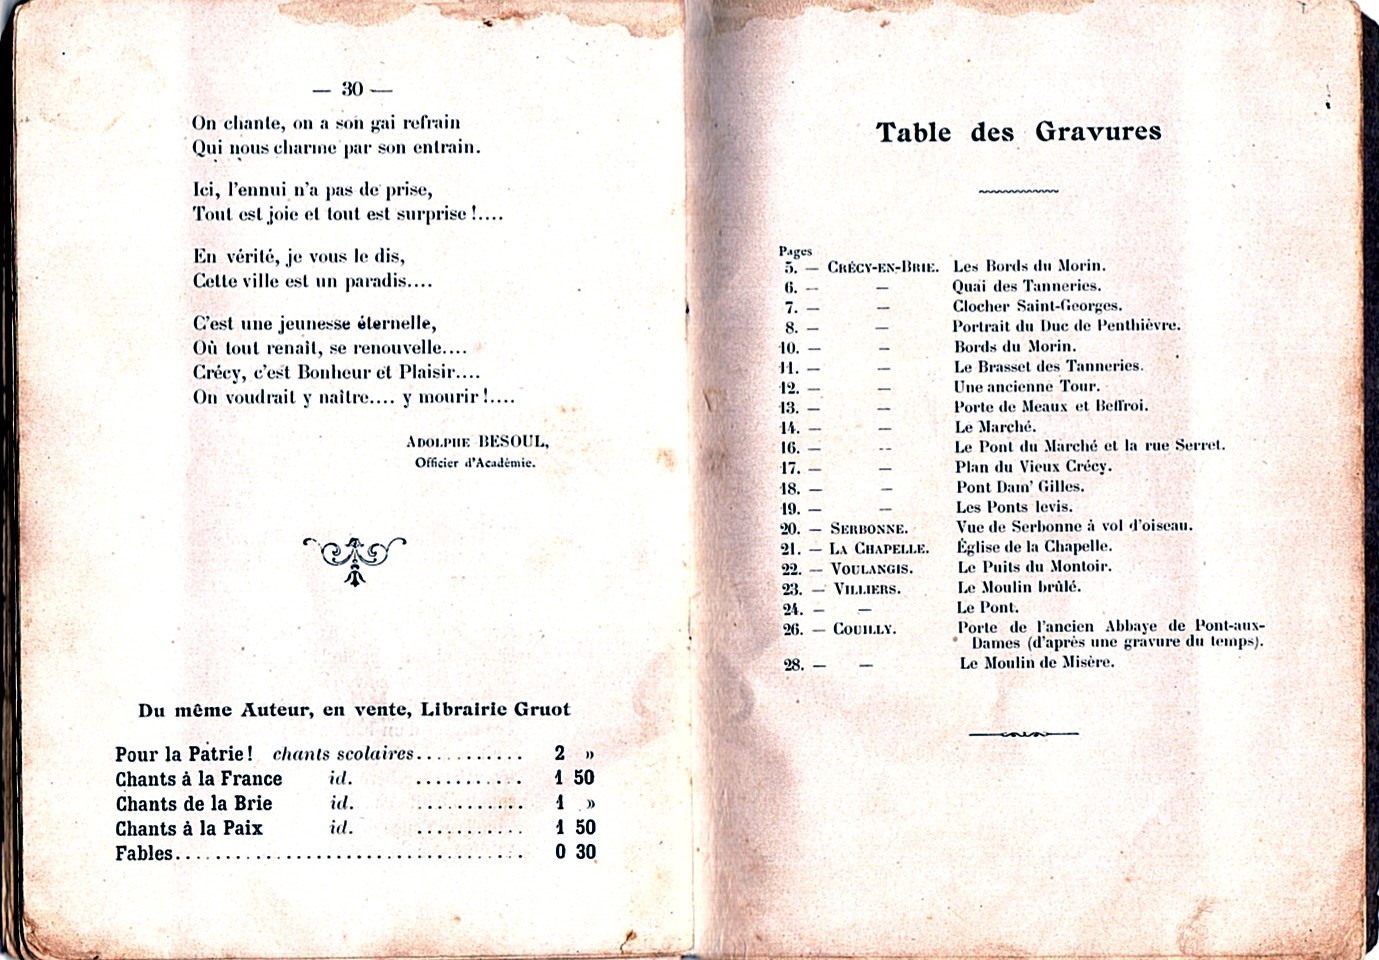 — 30 —
On chante, on a son gai refrain
Qui nous charme par son entrain.
Ici, l'ennui n'a pas de prise,
Tout est joie et tout est surprise !....
En vérité, je vous le dis,
Cette ville est un paradis....
C'est une jeunesse éternelle,
Où tout renaît, se renouvelle....
Crécy, c'est Bonheur et Plaisir....
On voudrait y naître.... y mourir !....
Adolphe BESOUL,
Officier d'Académie.
Du même Auteur, en vente, Librairie Gruot
Pour la Patrie ! chants scolaires........... 2 »
Chants à la France id. ........... 1 50
Chants de la Brie id. ........... 1 »
Chants à la Paix id. ........... 1 50
Fables.................................. 0 30
Table des Gravures
Pages
5. — Crécy-en-Brie. Les Bords du Morin.
6. — — Quai des Tanneries.
7. — — Clocher Saint-Georges.
8. — — Portrait du Duc de Penthièvre.
10. — — Bords du Morin.
11. — — Le Brasset des Tanneries.
12. — — Une ancienne Tour.
13. — — Porte de Meaux et Beffroi.
14. — — Le Marché.
16. — — Le Pont du Marché et la rue Serret.
17. — — Plan du Vieux Crécy.
18. — — Pont Dam' Gilles.
19. — — Les Ponts levis.
20. — Serbonne. Vue de Serbonne à vol d'oiseau.
21. — La Chapelle. Église de la Chapelle.
22. — Voulangis. Le Puits du Montoir.
23. — Villiers. Le Moulin brûlé.
24. — — Le Pont.
26. — Couilly. Porte de l'ancien Abbaye de Pont-aux-
Dames (d'après une gravure du temps).
28. — — Le Moulin de Misère.